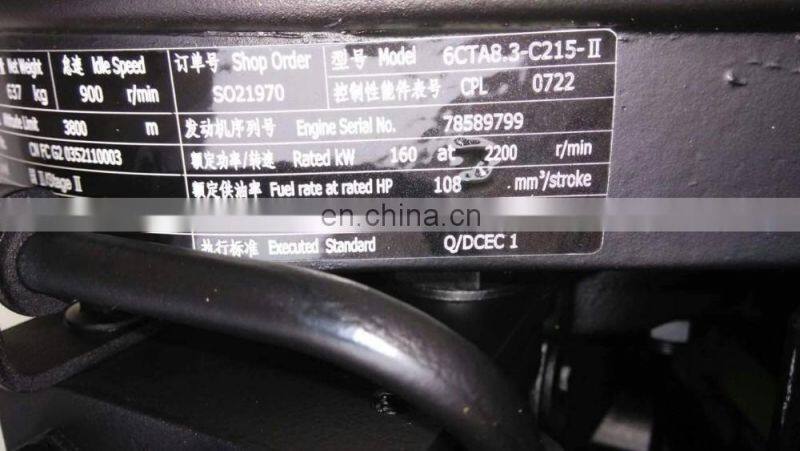 量 Net Weight 怠速 Idle Speed 订单号 Shop Order 型号 Model 6CTA8.3-C215-Ⅱ
637 kg 900 r/min SO21970 控制性能件表号 CPL 0722
Altitude Limit 3800 m 发动机序列号 Engine Serial No. 78589799
CN FC G2 0352110003 额定功率/转速 Rated kW 160 at 2200 r/min
Ⅱ/Stage Ⅱ 额定供油率 Fuel rate at rated HP 108 mm³/stroke
en.china.cn
执行标准 Executed Standard Q/DCEC 1